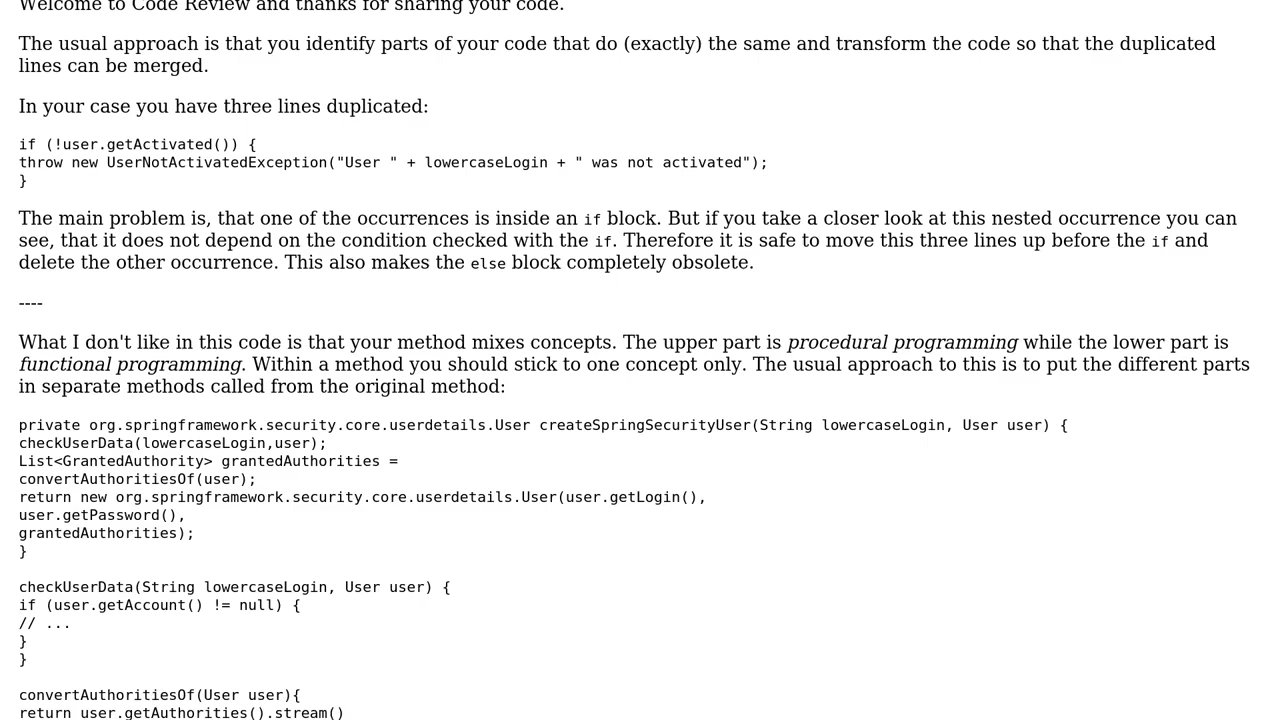 Welcome to Code Review and thanks for sharing your code.
The usual approach is that you identify parts of your code that do (exactly) the same and transform the code so that the duplicated
lines can be merged.
In your case you have three lines duplicated:
if (!user.getActivated()) {
throw new UserNotActivatedException("User " + lowercaseLogin + " was not activated");
}
The main problem is, that one of the occurrences is inside an if block. But if you take a closer look at this nested occurrence you can
see, that it does not depend on the condition checked with the if. Therefore it is safe to move this three lines up before the if and
delete the other occurrence. This also makes the else block completely obsolete.
----
What I don't like in this code is that your method mixes concepts. The upper part is procedural programming while the lower part is
functional programming. Within a method you should stick to one concept only. The usual approach to this is to put the different parts
in separate methods called from the original method:
private org.springframework.security.core.userdetails.User createSpringSecurityUser(String lowercaseLogin, User user) {
checkUserData(lowercaseLogin,user);
List<GrantedAuthority> grantedAuthorities =
convertAuthoritiesOf(user);
return new org.springframework.security.core.userdetails.User(user.getLogin(),
user.getPassword(),
grantedAuthorities);
}
checkUserData(String lowercaseLogin, User user) {
if (user.getAccount() != null) {
// ...
}
}
convertAuthoritiesOf(User user){
return user.getAuthorities().stream()